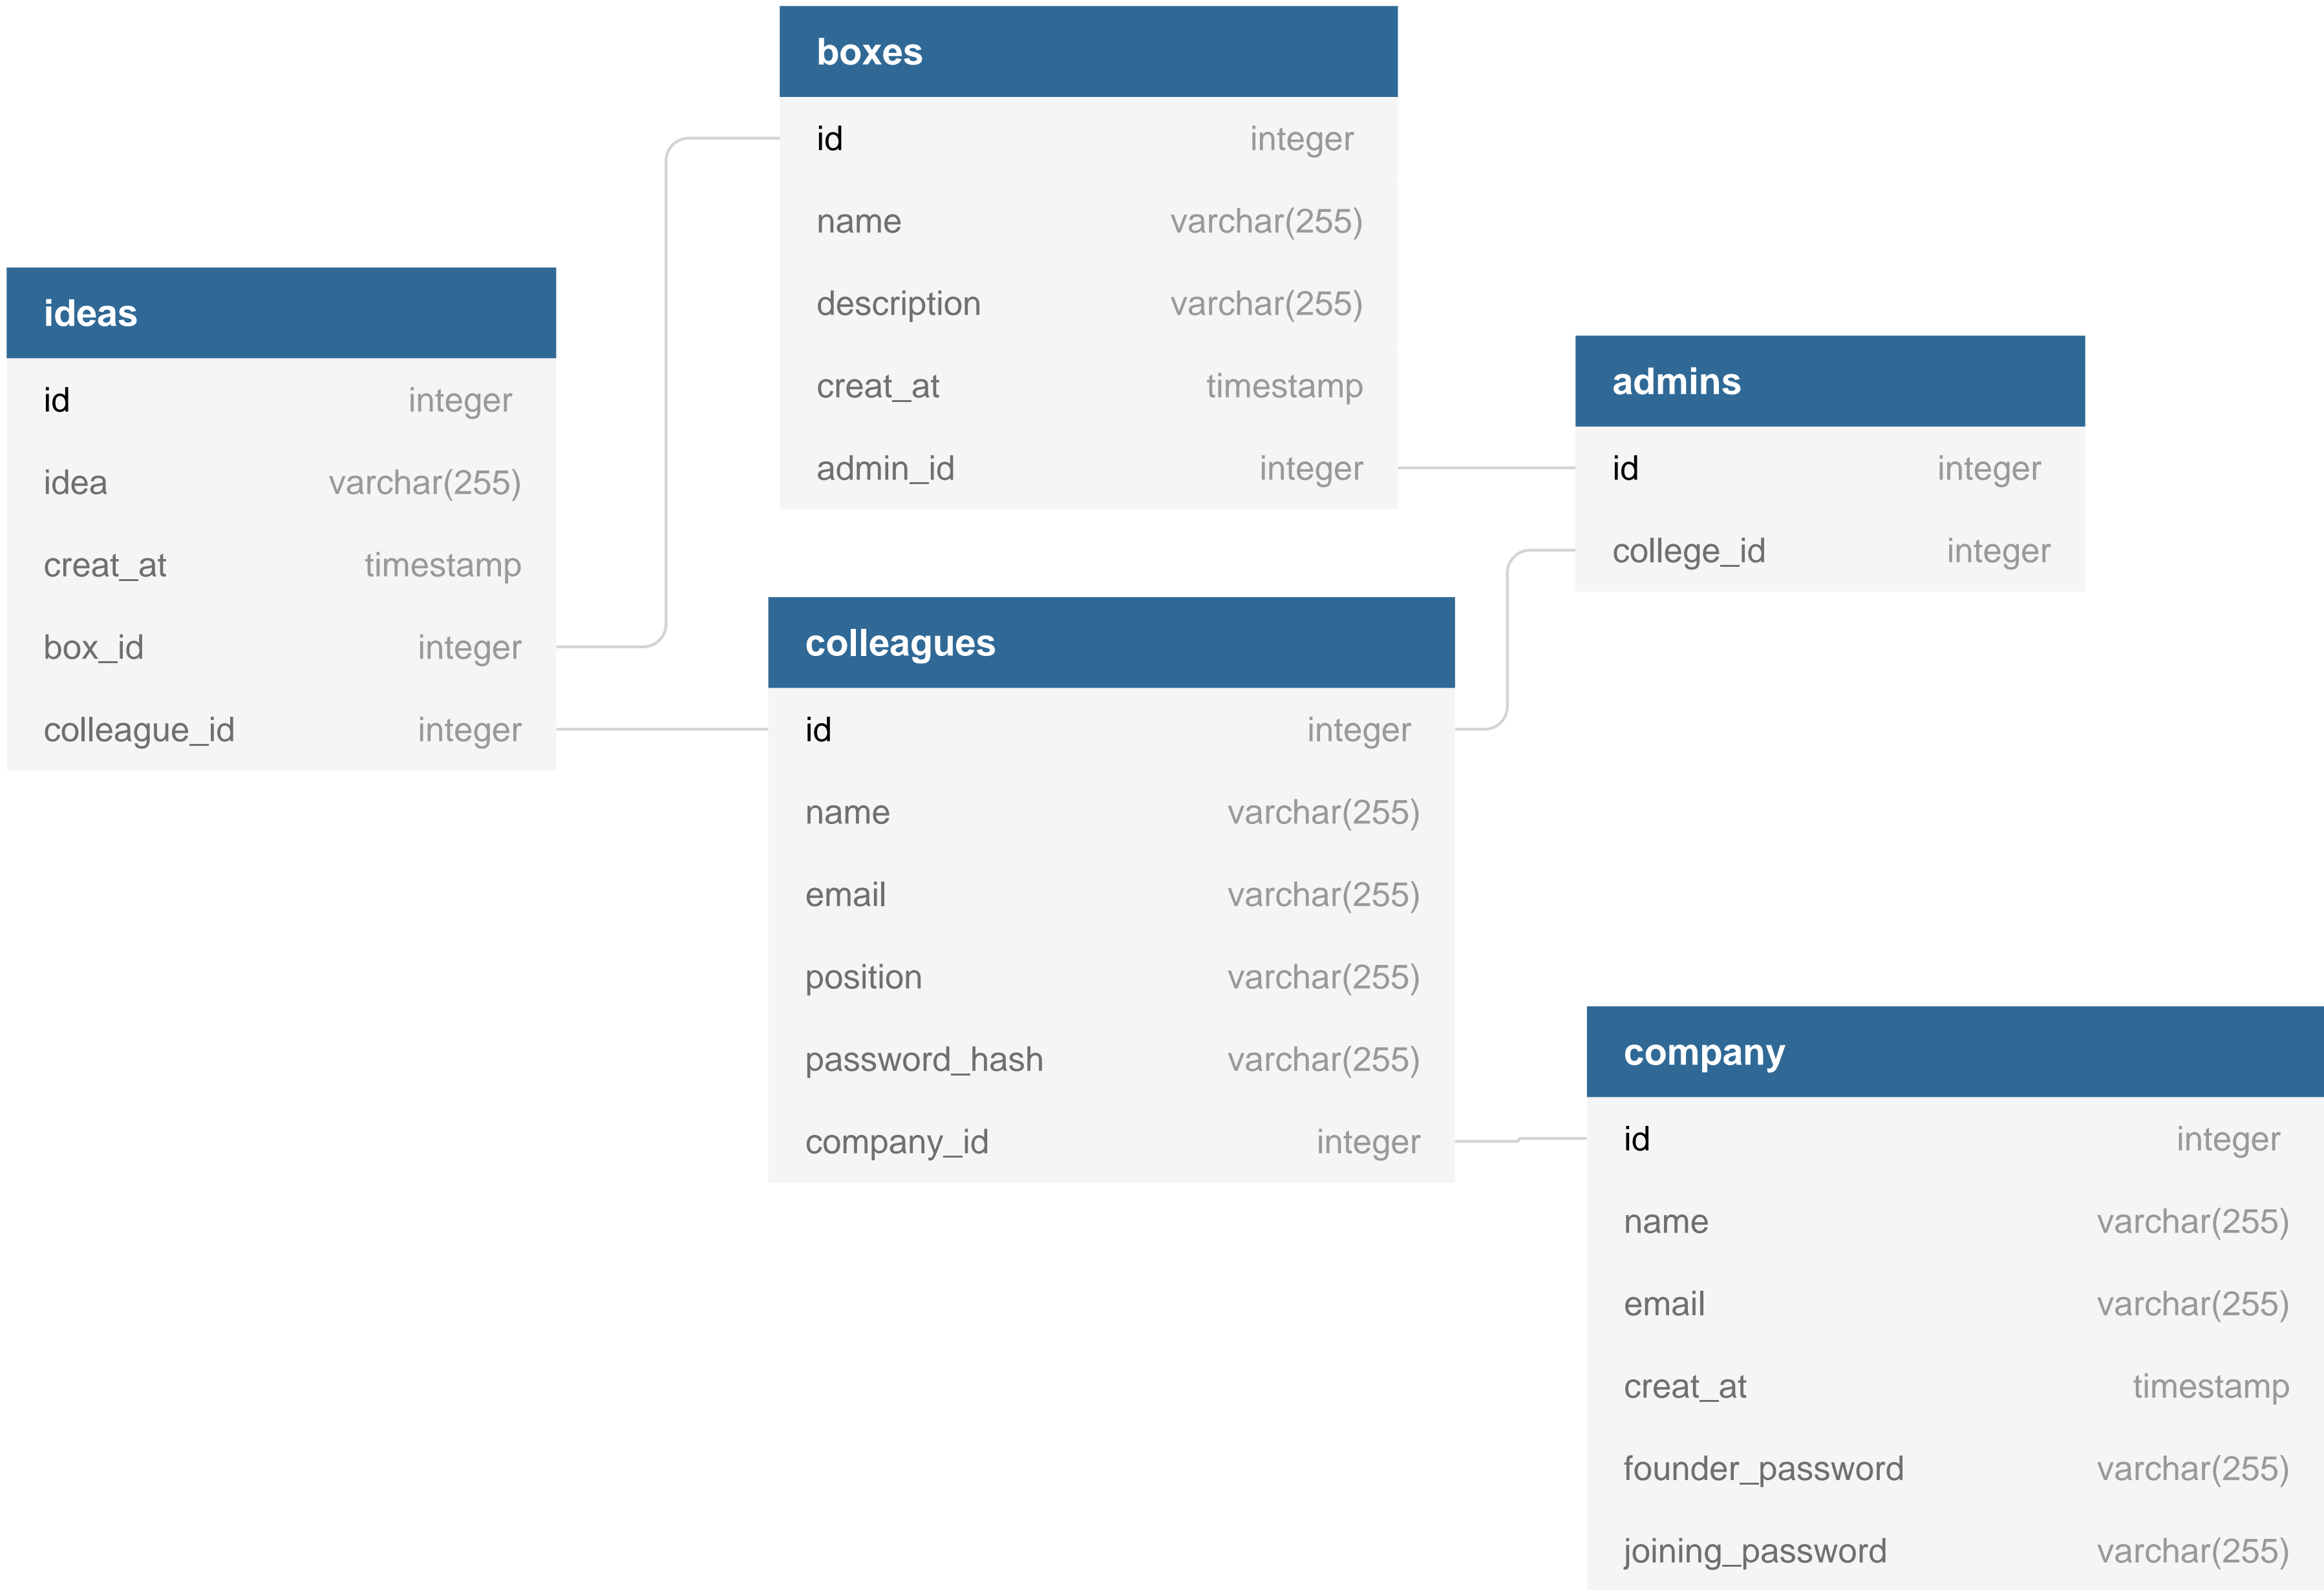 boxes
id integer
name varchar(255)
description varchar(255)
creat_at timestamp
admin_id integer
ideas
id integer
idea varchar(255)
creat_at timestamp
box_id integer
colleague_id integer
admins
id integer
college_id integer
colleagues
id integer
name varchar(255)
email varchar(255)
position varchar(255)
password_hash varchar(255)
company_id integer
company
id integer
name varchar(255)
email varchar(255)
creat_at timestamp
founder_password varchar(255)
joining_password varchar(255)